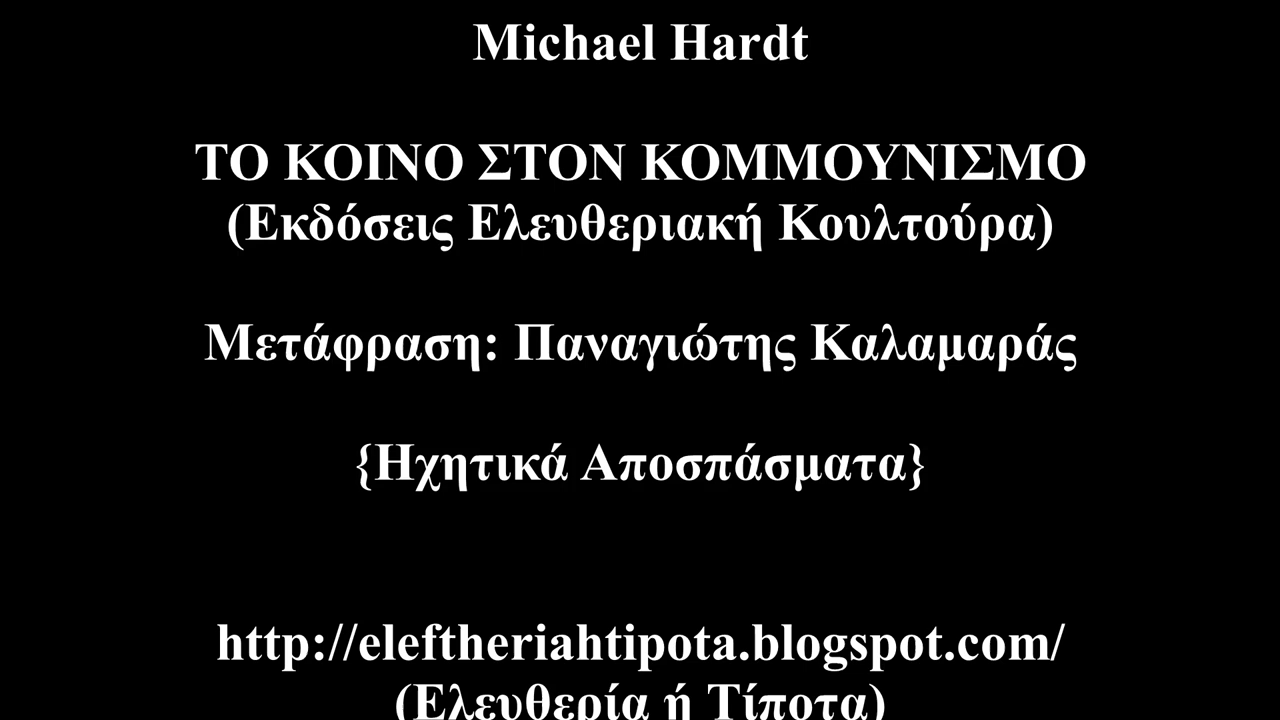 Michael Hardt
ΤΟ ΚΟΙΝΟ ΣΤΟΝ ΚΟΜΜΟΥΝΙΣΜΟ
(Εκδόσεις Ελευθεριακή Κουλτούρα)
Μετάφραση: Παναγιώτης Καλαμαράς
{Ηχητικά Αποσπάσματα}
http://eleftheriahtipota.blogspot.com/
(Ελευθερία ή Τίποτα)